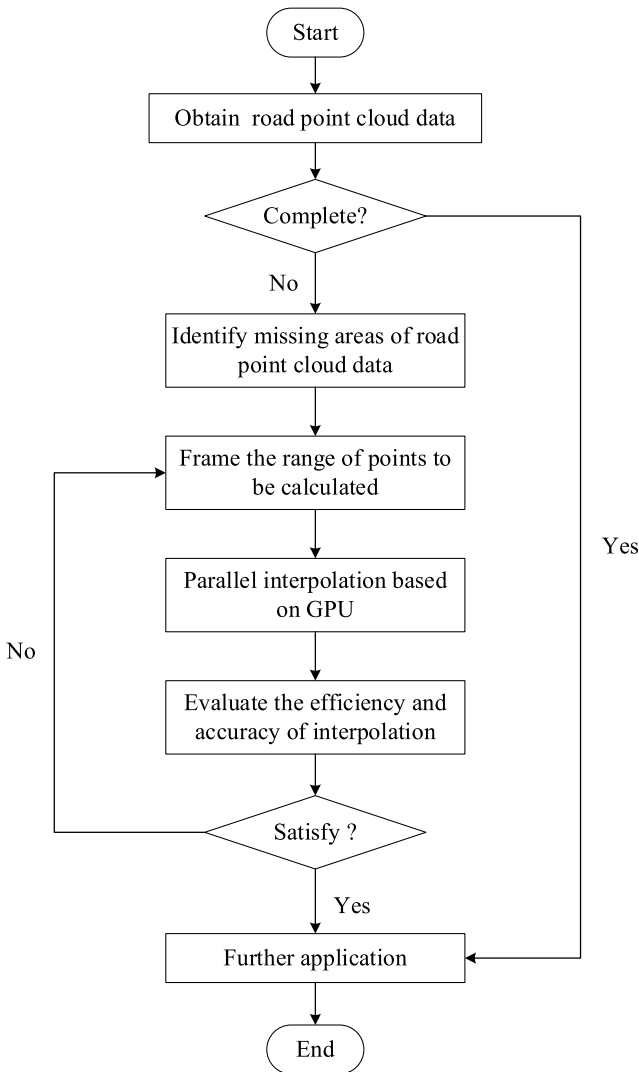 Start
Obtain road point cloud data
Complete?
No
Identify missing areas of road
point cloud data
Frame the range of points to
be calculated
Yes
Parallel interpolation based
on GPU
No
Evaluate the efficiency and
accuracy of interpolation
Satisfy ?
Yes
Further application
End